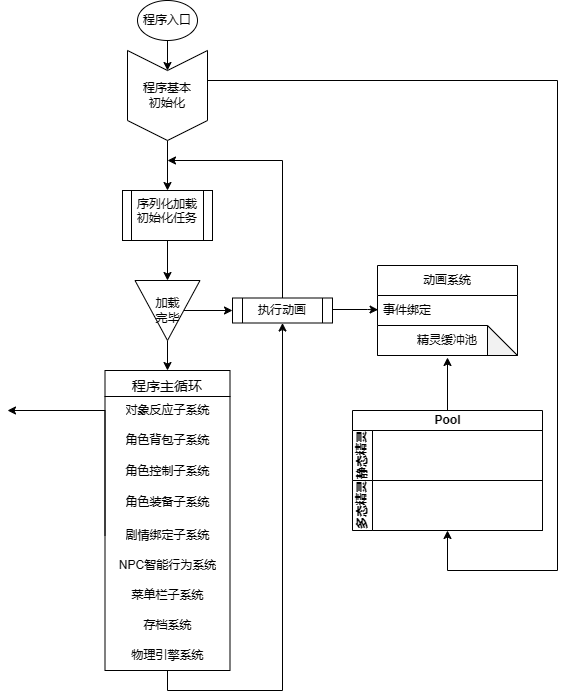 程序入口
程序基本
初始化
序列化加载
初始化任务
加载
完毕
执行动画
动画系统
事件绑定
精灵缓冲池
程序主循环
对象反应子系统
角色背包子系统
角色控制子系统
角色装备子系统
剧情绑定子系统
NPC智能行为系统
菜单栏子系统
存档系统
物理引擎系统
Pool
静态精灵
多态精灵